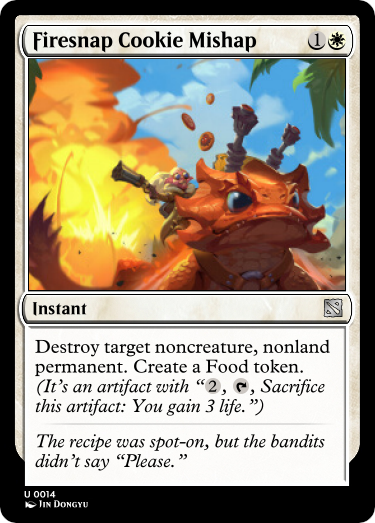 Firesnap Cookie Mishap 1
Instant
Destroy target noncreature, nonland
permanent. Create a Food token.
(It's an artifact with “2, , Sacrifice
this artifact: You gain 3 life.”)
The recipe was spot-on, but the bandits
didn't say “Please.”
U 0014
Jin Dongyu